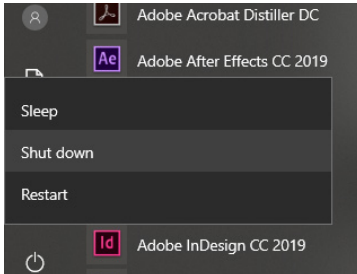 Adobe Acrobat Distiller DC
Ae Adobe After Effects CC 2019
Sleep
Shut down
Restart
Id Adobe InDesign CC 2019